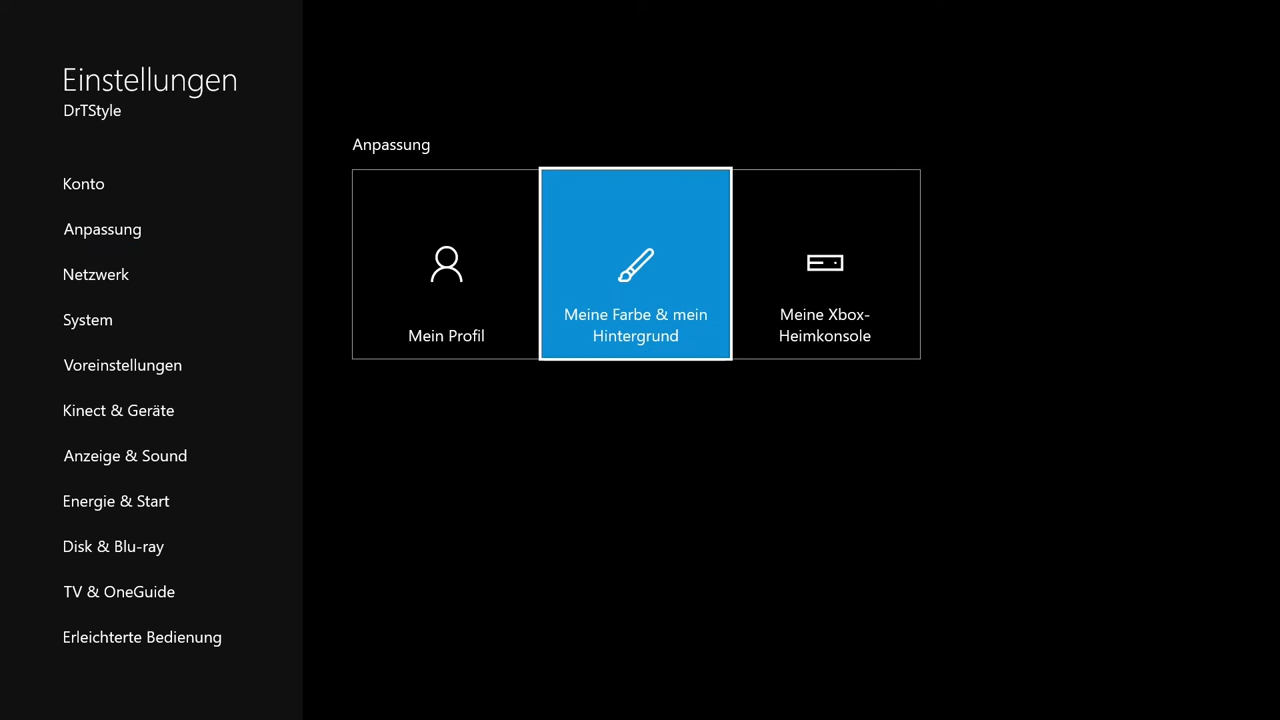 Einstellungen
DrTStyle
Konto
Anpassung
Netzwerk
System
Voreinstellungen
Kinect & Geräte
Anzeige & Sound
Energie & Start
Disk & Blu-ray
TV & OneGuide
Erleichterte Bedienung
Anpassung
Mein Profil
Meine Farbe & mein
Hintergrund
Meine Xbox-
Heimkonsole